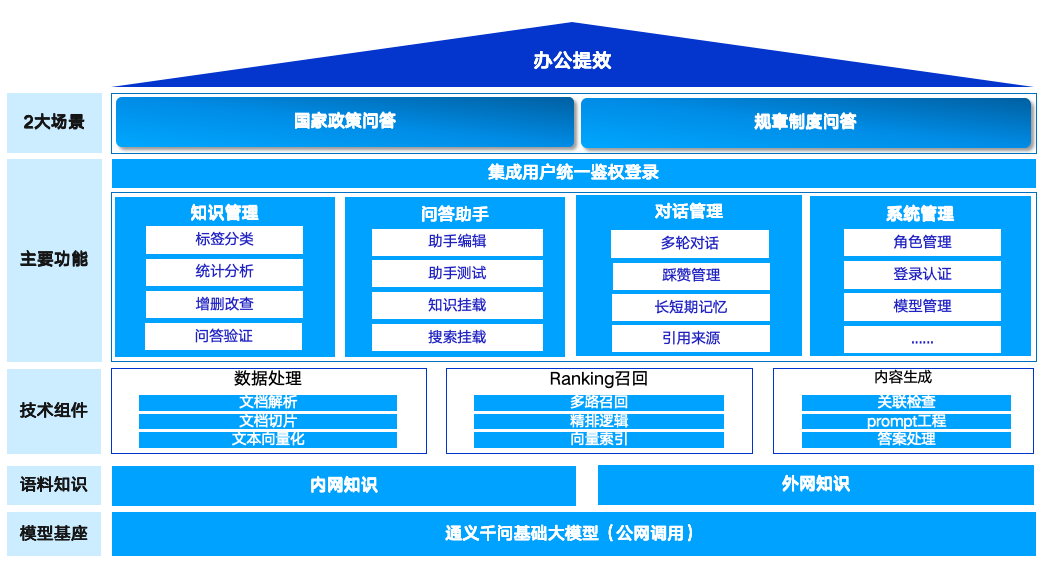 办公提效
2大场景
国家政策问答
规章制度问答
主要功能
集成用户统一鉴权登录
知识管理
标签分类
统计分析
增删改查
问答验证
问答助手
助手编辑
助手测试
知识挂载
搜索挂载
对话管理
多轮对话
踩赞管理
长短期记忆
引用来源
系统管理
角色管理
登录认证
模型管理
......
技术组件
数据处理
文档解析
文档切片
文本向量化
Ranking召回
多路召回
精排逻辑
向量索引
内容生成
关联检查
prompt工程
答案处理
语料知识
内网知识
外网知识
模型基座
通义千问基础大模型（公网调用）